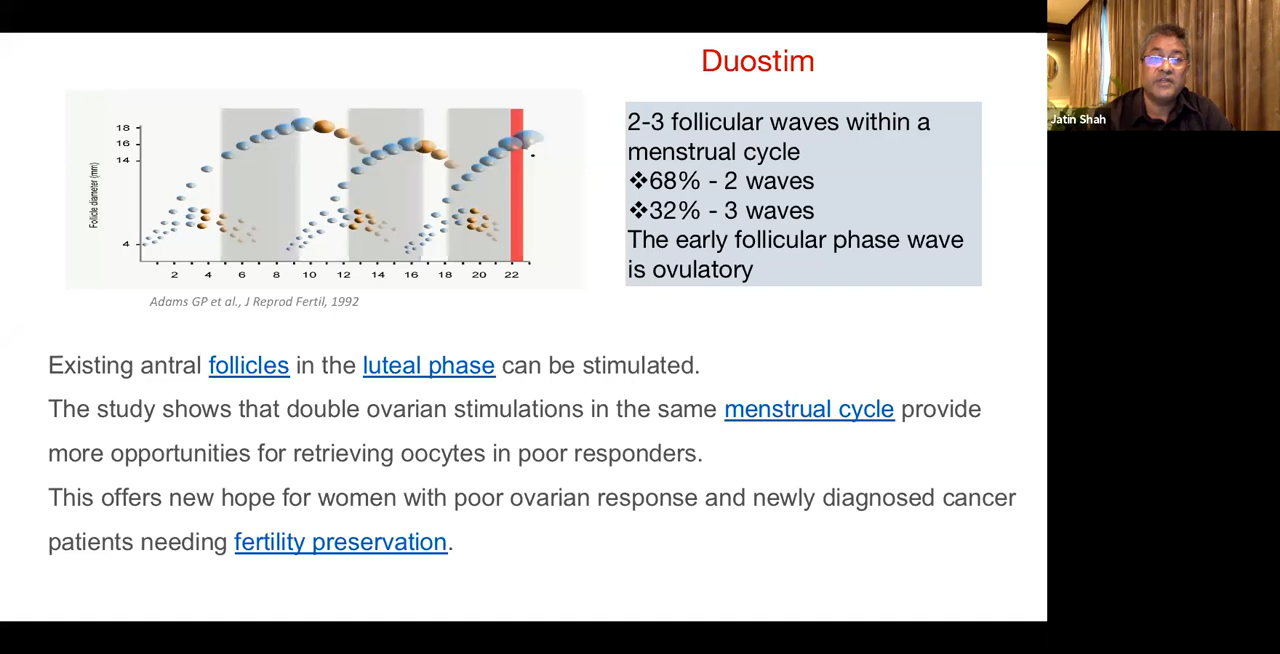 Duostim
Jatin Shah
18
16
14
4
Follicle diameter (mm)
2 4 6 8 10 12 14 16 18 20 22
Adams GP et al., J Reprod Fertil, 1992
2-3 follicular waves within a
menstrual cycle
❖68% - 2 waves
❖32% - 3 waves
The early follicular phase wave
is ovulatory
Existing antral follicles in the luteal phase can be stimulated.
The study shows that double ovarian stimulations in the same menstrual cycle provide
more opportunities for retrieving oocytes in poor responders.
This offers new hope for women with poor ovarian response and newly diagnosed cancer
patients needing fertility preservation.